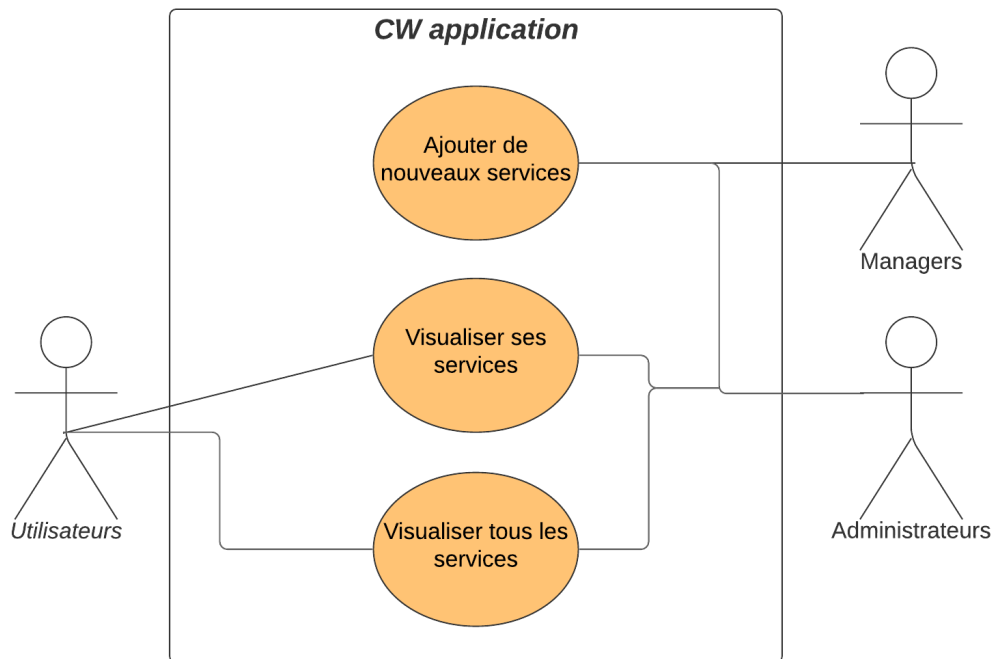 CW application
Ajouter de
nouveaux services
Managers
Visualiser ses
services
Utilisateurs
Visualiser tous les
services
Administrateurs